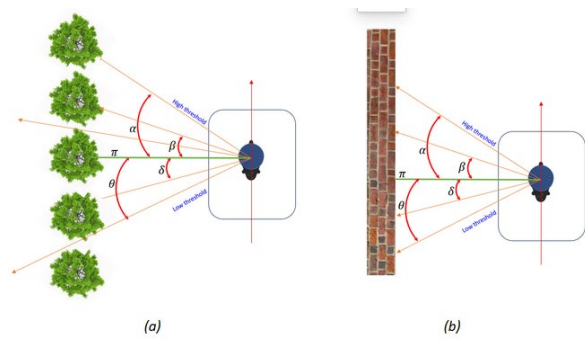 High threshold
α
β
π
δ
θ
Low threshold
(a)
High threshold
α
β
π
δ
θ
Low threshold
(b)